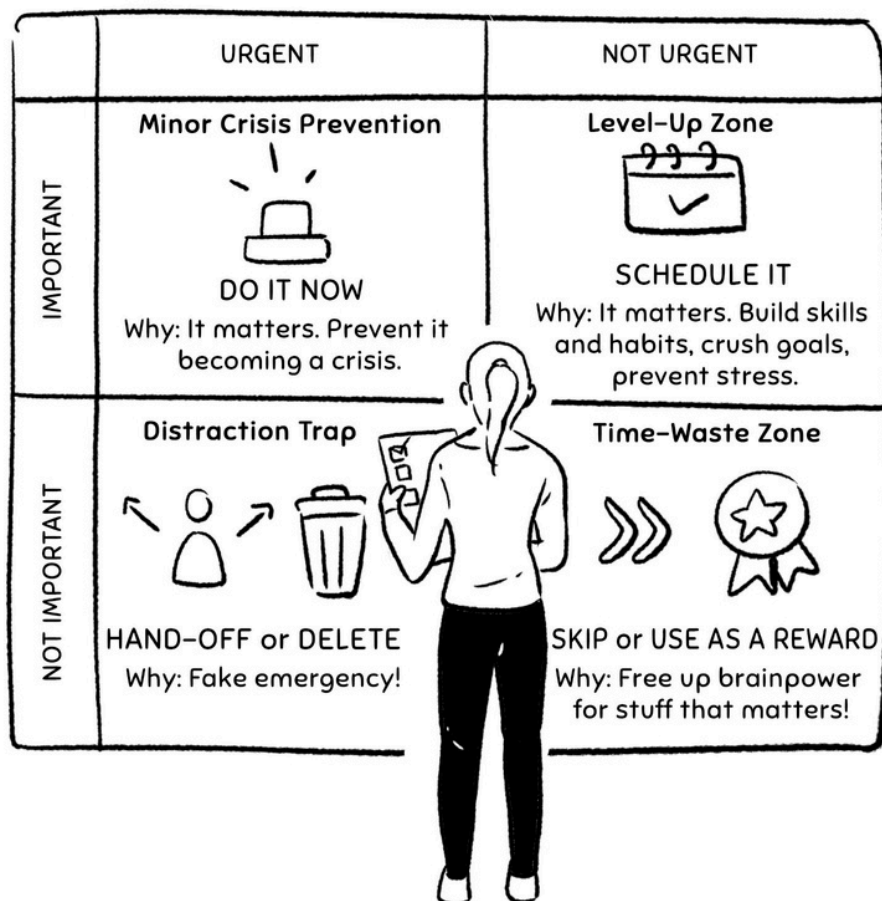 URGENT
NOT URGENT
IMPORTANT
Minor Crisis Prevention
DO IT NOW
Why: It matters. Prevent it
becoming a crisis.
Level-Up Zone
SCHEDULE IT
Why: It matters. Build skills
and habits, crush goals,
prevent stress.
NOT IMPORTANT
Distraction Trap
HAND-OFF or DELETE
Why: Fake emergency!
Time-Waste Zone
SKIP or USE AS A REWARD
Why: Free up brainpower
for stuff that matters!